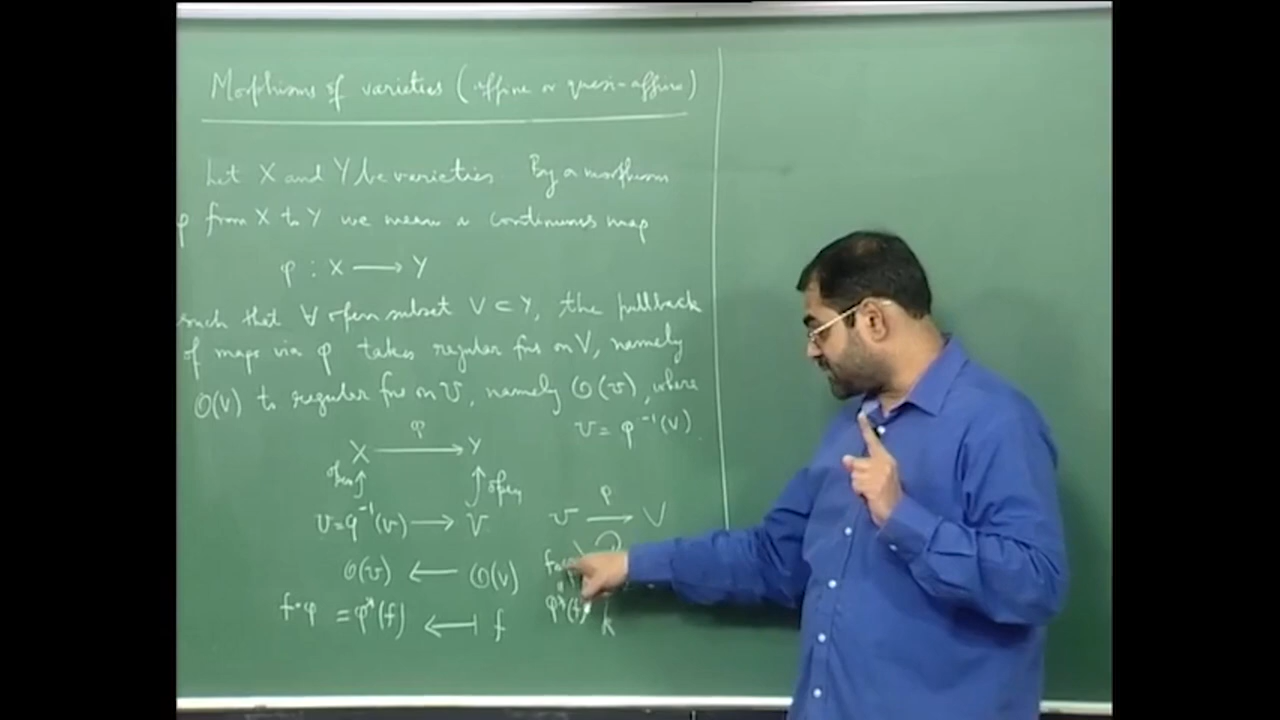 Morphisms of varieties (affine or quasi-affine)
Let X and Y be varieties By a morphism
φ from X to Y we mean a continuous map
φ : X ⟶ Y
such that ∀ open subset V ⊂ Y, the pullback
of maps via φ takes regular fns on V, namely
O(V) to regular fns on U, namely O(U), where
U = φ⁻¹(V).
X ⟶ Y
φ
open ↑ ↑ open
U = φ⁻¹(V) ⟶ V
O(U) ⟵ O(V)
f∘φ = φ*(f) ⟻ f
U ⟶ V
φ
φ*(f)
k